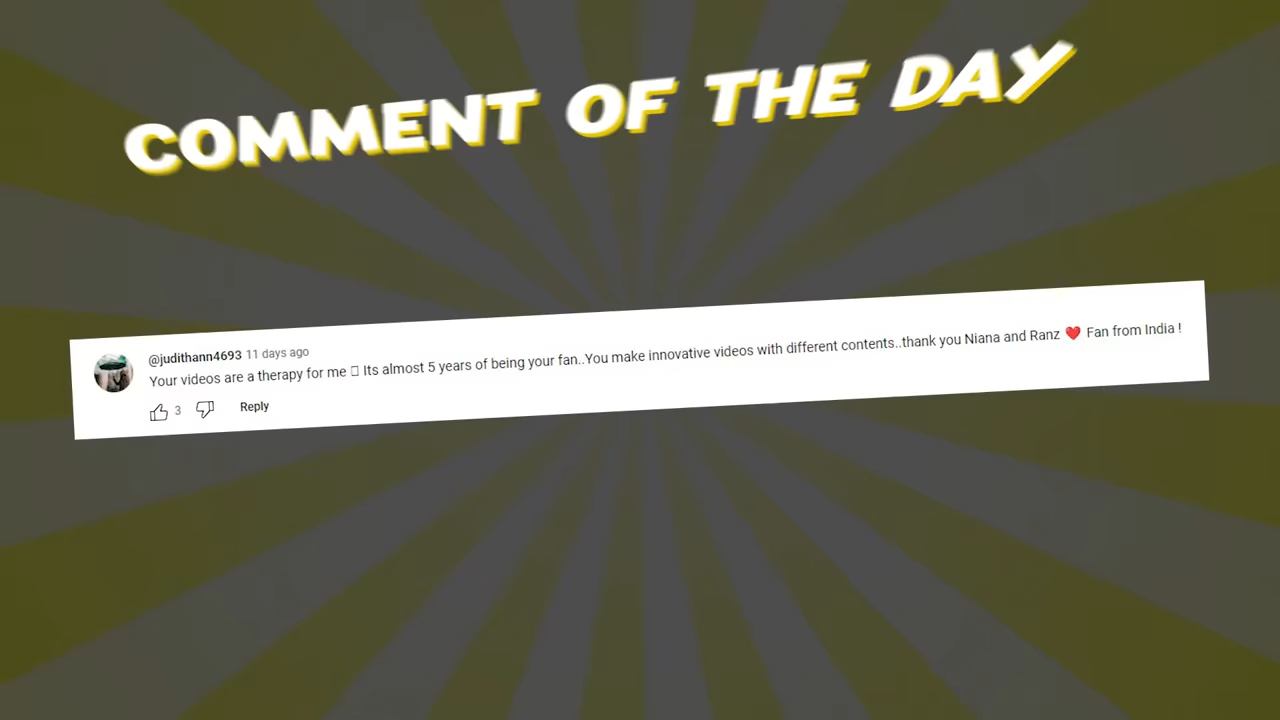 COMMENT OF THE DAY
@judithann4693 11 days ago
Your videos are a therapy for me ▯ Its almost 5 years of being your fan..You make innovative videos with different contents..thank you Niana and Ranz ❤️ Fan from India !
3 Reply